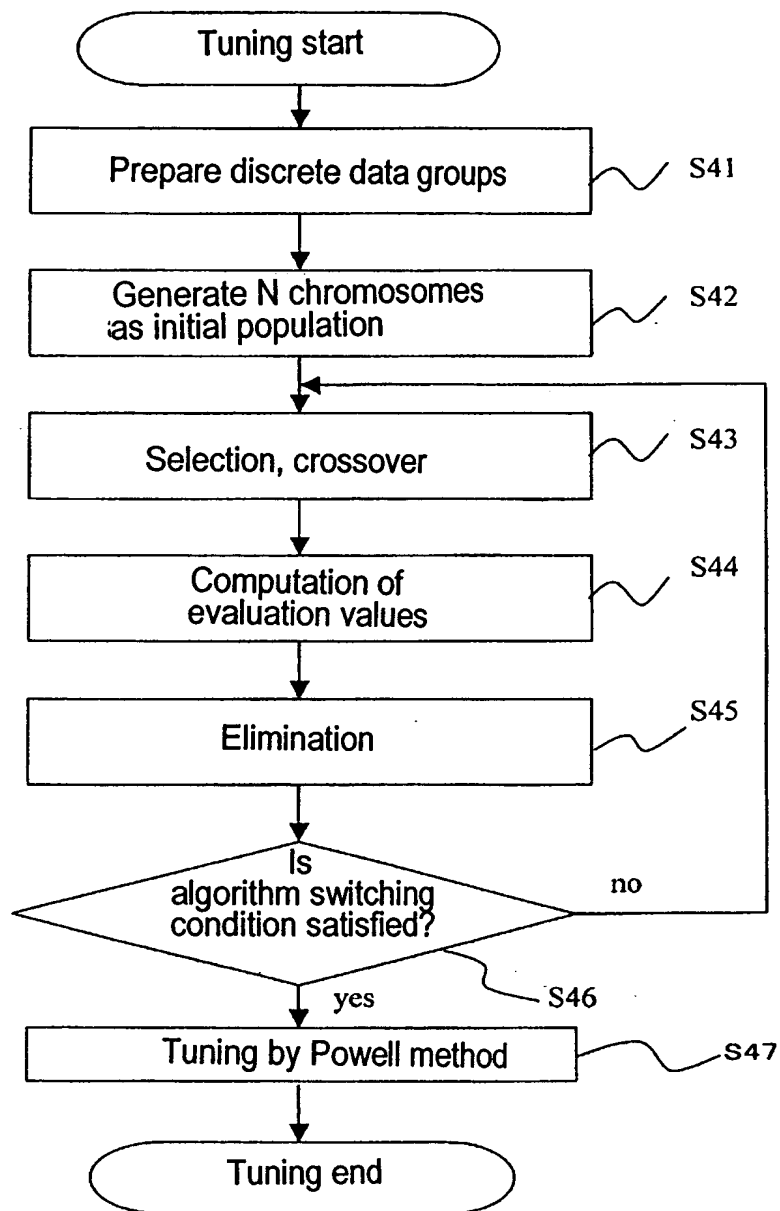 Tuning start
Prepare discrete data groups
S41
Generate N chromosomes
as initial population
S42
Selection, crossover
S43
Computation of
evaluation values
S44
Elimination
S45
Is
algorithm switching
condition satisfied?
no
S46
yes
Tuning by Powell method
S47
Tuning end